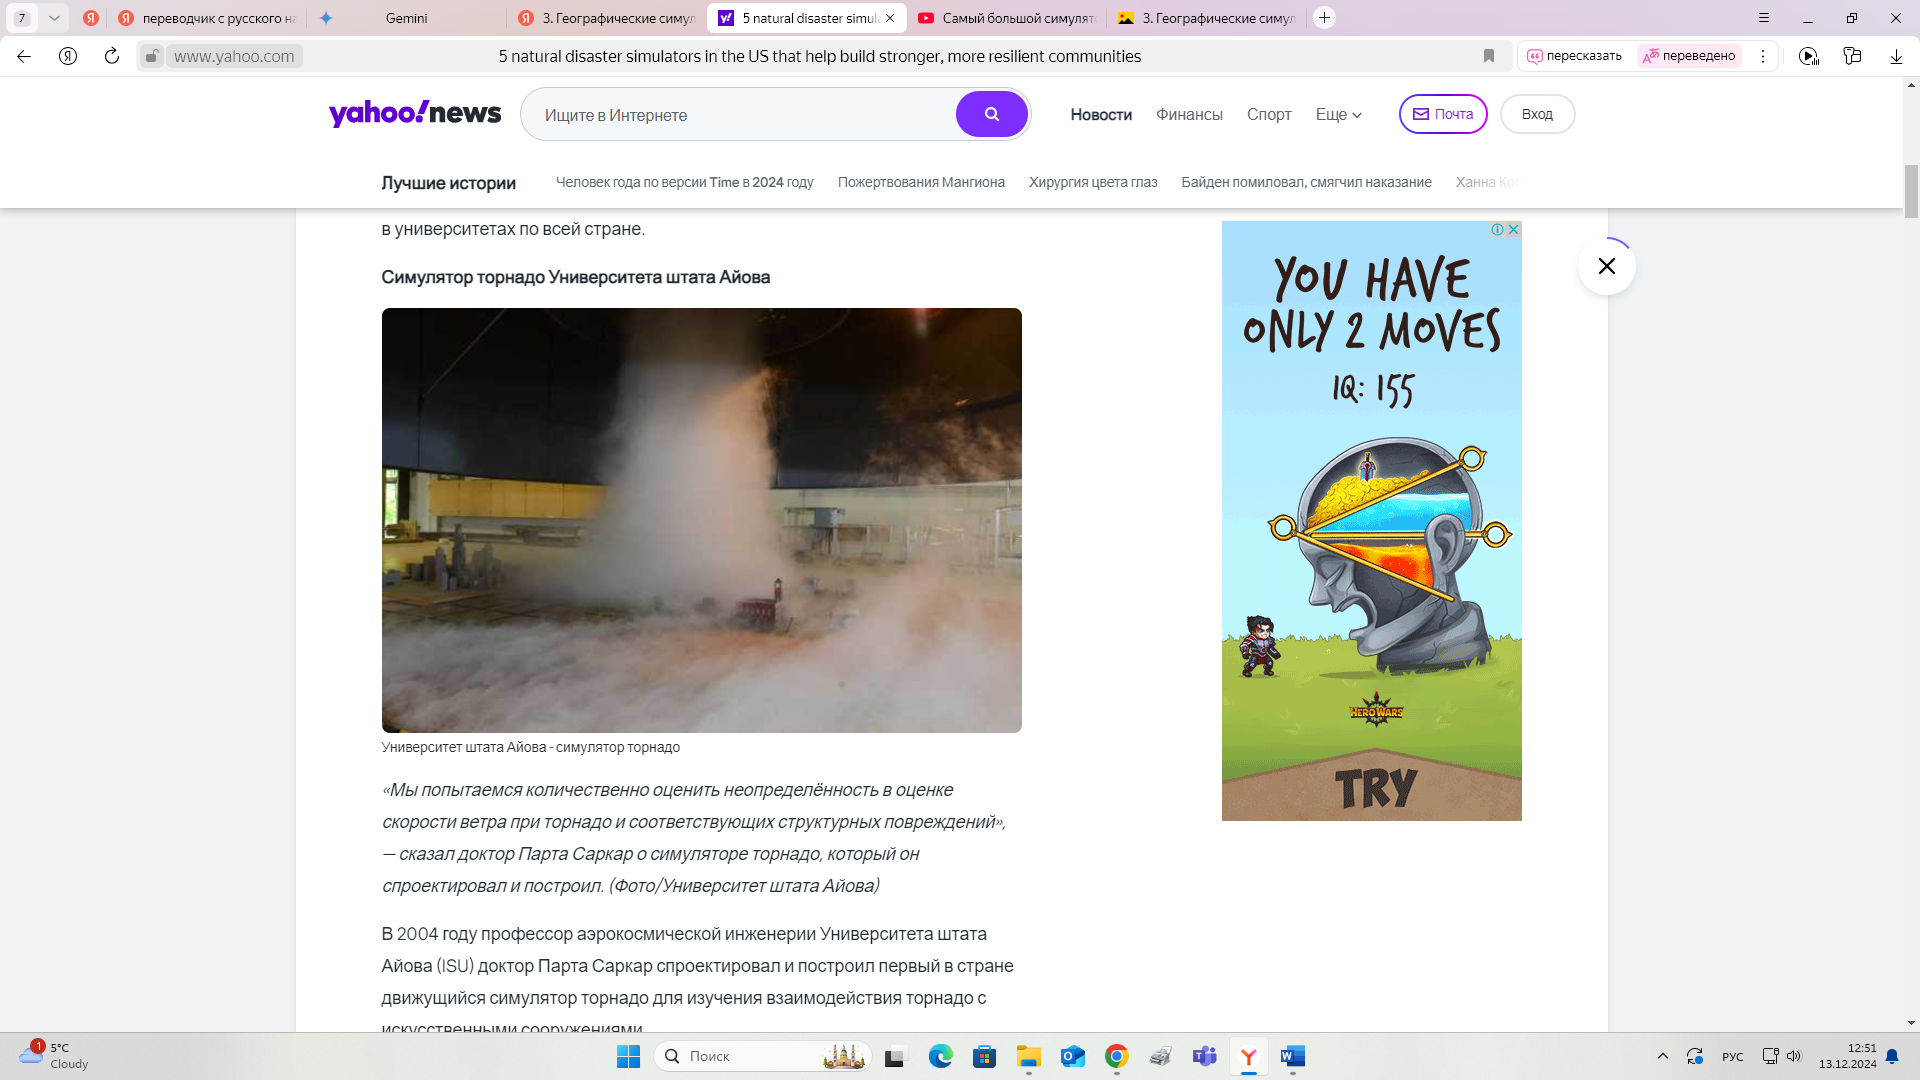 7
переводчик с русского на
Gemini
3. Географические симул
5 natural disaster simula
Самый большой симулят
3. Географические симул
www.yahoo.com
5 natural disaster simulators in the US that help build stronger, more resilient communities
пересказать
переведено
yahoo!news
Ищите в Интернете
Новости
Финансы
Спорт
Еще
Почта
Вход
Лучшие истории
Человек года по версии Time в 2024 году
Пожертвования Мангиона
Хирургия цвета глаз
Байден помиловал, смягчил наказание
Ханна Ко
в университетах по всей стране.
Симулятор торнадо Университета штата Айова
Университет штата Айова - симулятор торнадо
«Мы попытаемся количественно оценить неопределённость в оценке
скорости ветра при торнадо и соответствующих структурных повреждений»,
— сказал доктор Парта Саркар о симуляторе торнадо, который он
спроектировал и построил. (Фото/Университет штата Айова)
В 2004 году профессор аэрокосмической инженерии Университета штата
Айова (ISU) доктор Парта Саркар спроектировал и построил первый в стране
движущийся симулятор торнадо для изучения взаимодействия торнадо с
искусственными сооружениями.
YOU HAVE
ONLY 2 MOVES
IQ: 155
HERO WARS
TRY
1
5°C
Cloudy
Поиск
РУС
12:51
13.12.2024